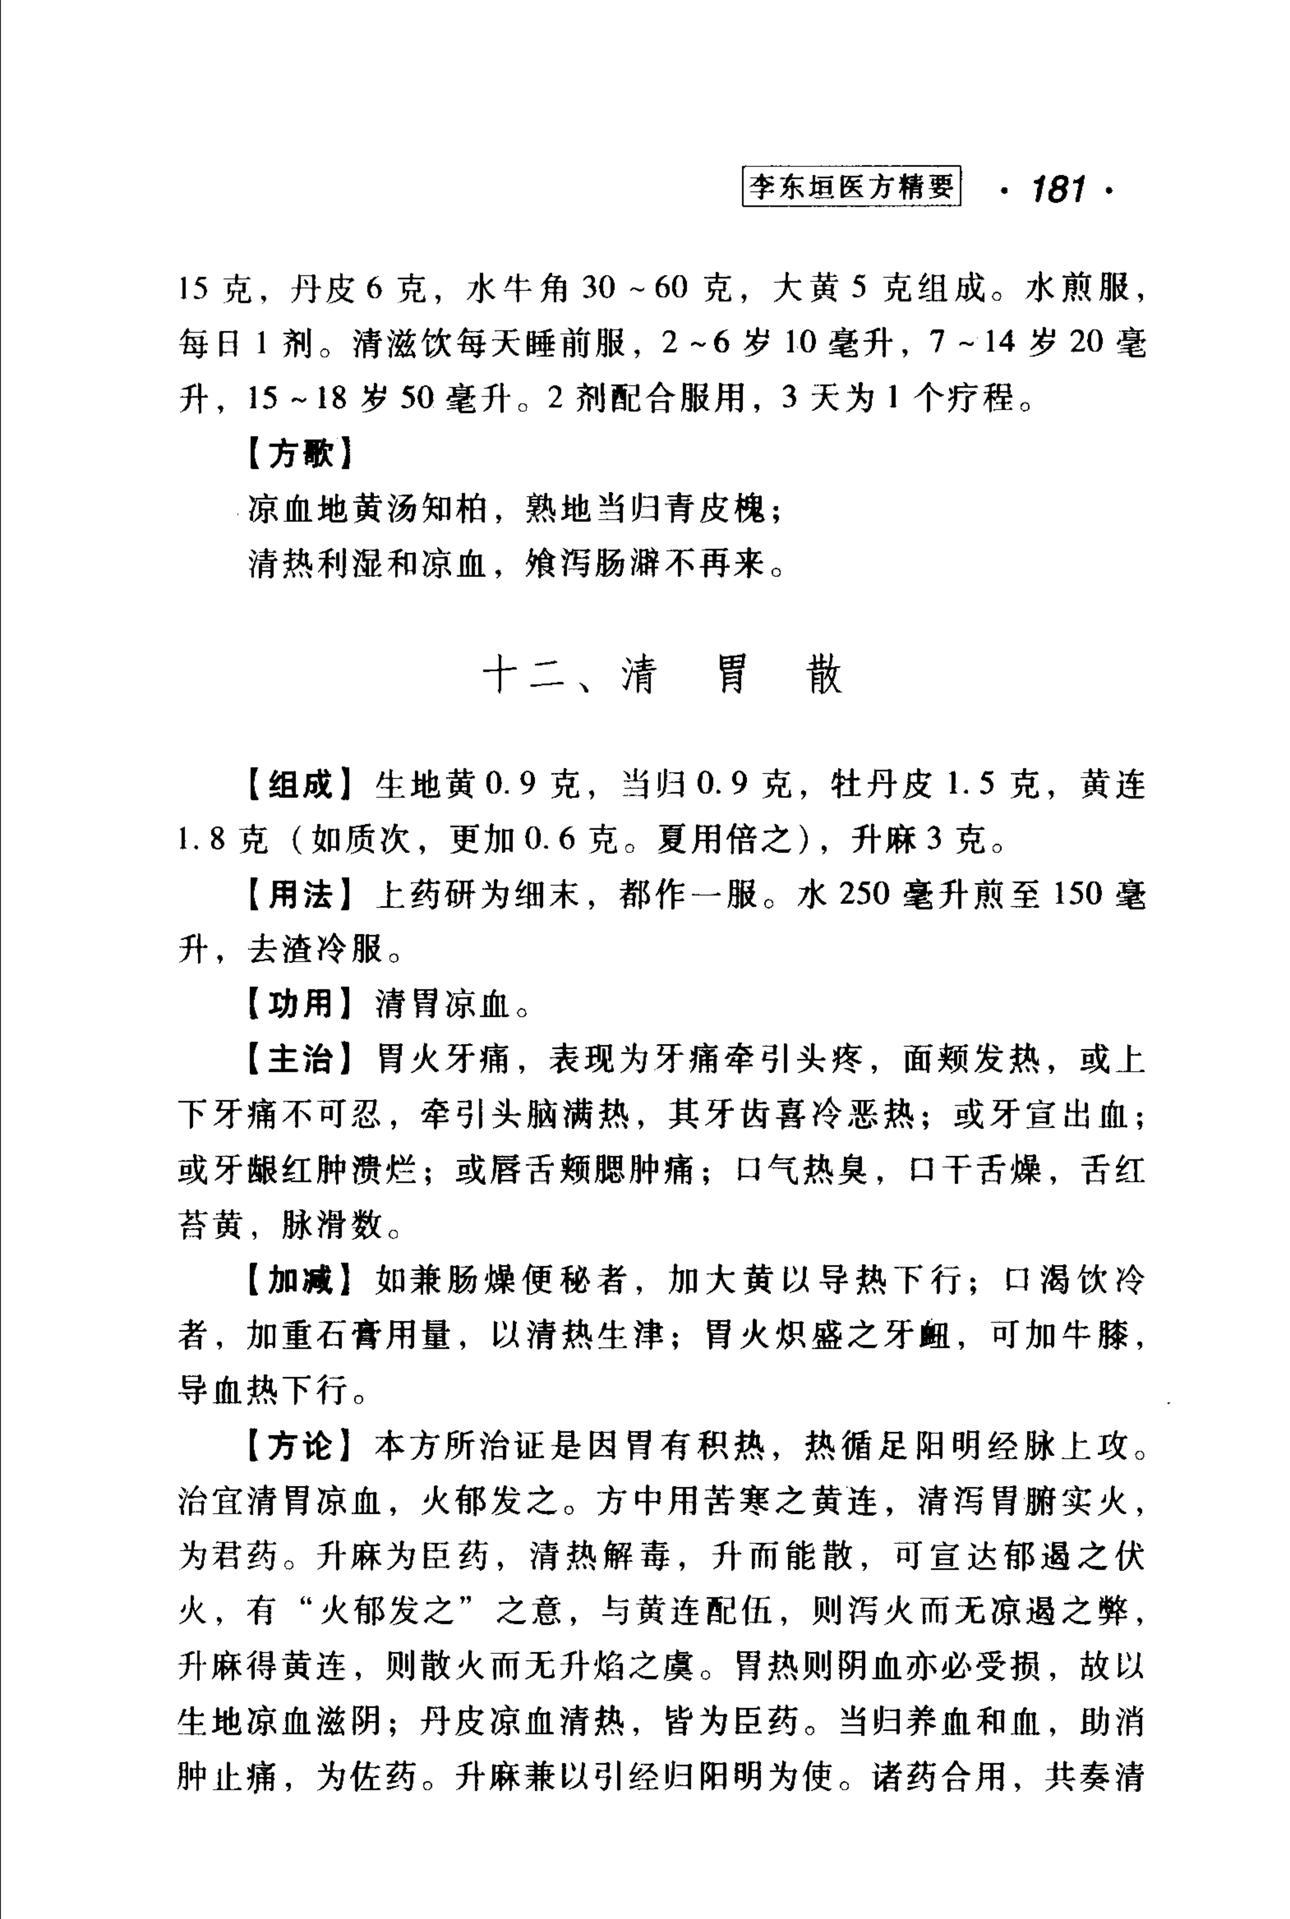 李东垣医方精要 · 181 ·
15 克，丹皮 6 克，水牛角 30～60 克，大黄 5 克组成。水煎服，
每日 1 剂。清滋饮每天睡前服，2～6 岁 10 毫升，7～14 岁 20 毫
升，15～18 岁 50 毫升。2 剂配合服用，3 天为 1 个疗程。
【方歌】
凉血地黄汤知柏，熟地当归青皮槐；
清热利湿和凉血，飧泻肠澼不再来。
十二、清 胃 散
【组成】生地黄 0.9 克，当归 0.9 克，牡丹皮 1.5 克，黄连
1.8 克（如质次，更加 0.6 克。夏用倍之），升麻 3 克。
【用法】上药研为细末，都作一服。水 250 毫升煎至 150 毫
升，去渣冷服。
【功用】清胃凉血。
【主治】胃火牙痛，表现为牙痛牵引头疼，面颊发热，或上
下牙痛不可忍，牵引头脑满热，其牙齿喜冷恶热；或牙宣出血；
或牙龈红肿溃烂；或唇舌颊腮肿痛；口气热臭，口干舌燥，舌红
苔黄，脉滑数。
【加减】如兼肠燥便秘者，加大黄以导热下行；口渴饮冷
者，加重石膏用量，以清热生津；胃火炽盛之牙衄，可加牛膝，
导血热下行。
【方论】本方所治证是因胃有积热，热循足阳明经脉上攻。
治宜清胃凉血，火郁发之。方中用苦寒之黄连，清泻胃腑实火，
为君药。升麻为臣药，清热解毒，升而能散，可宣达郁遏之伏
火，有“火郁发之”之意，与黄连配伍，则泻火而无凉遏之弊，
升麻得黄连，则散火而无升焰之虞。胃热则阴血亦必受损，故以
生地凉血滋阴；丹皮凉血清热，皆为臣药。当归养血和血，助消
肿止痛，为佐药。升麻兼以引经归阳明为使。诸药合用，共奏清